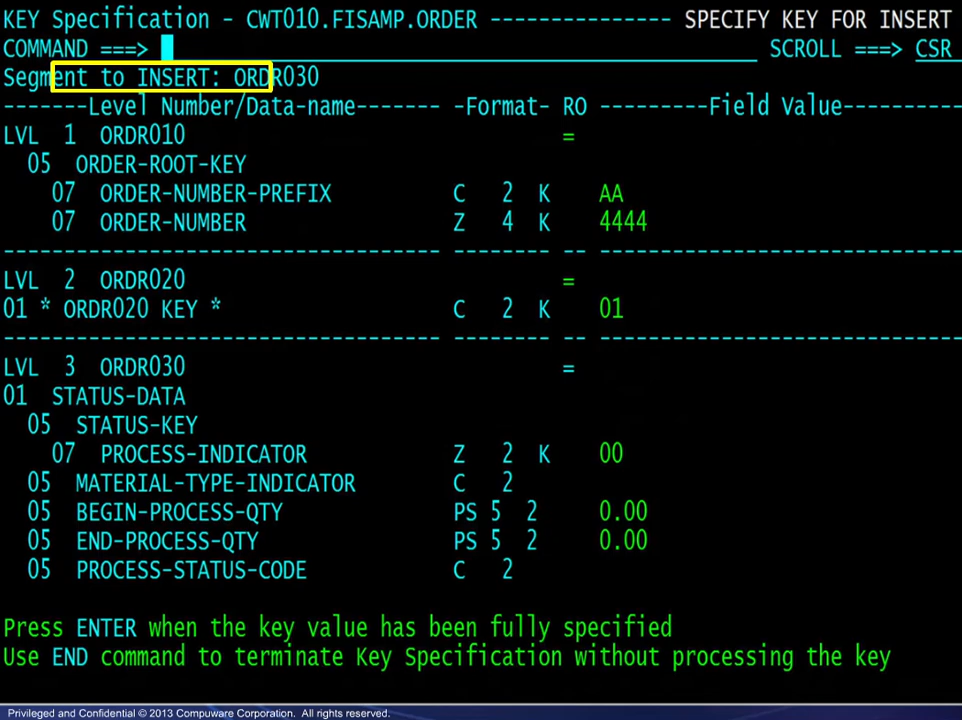 KEY Specification - CWT010.FISAMP.ORDER --------------- SPECIFY KEY FOR INSERT
COMMAND ===> SCROLL ===> CSR
Segment to INSERT: ORDR030
-------Level Number/Data-name------- -Format- RO ---------Field Value----------
LVL 1 ORDR010 =
05 ORDER-ROOT-KEY
07 ORDER-NUMBER-PREFIX C 2 K AA
07 ORDER-NUMBER Z 4 K 4444
------------------------------------ -------- -- ------------------------------
LVL 2 ORDR020 =
01 * ORDR020 KEY * C 2 K 01
------------------------------------ -------- -- ------------------------------
LVL 3 ORDR030 =
01 STATUS-DATA
05 STATUS-KEY
07 PROCESS-INDICATOR Z 2 K 00
05 MATERIAL-TYPE-INDICATOR C 2
05 BEGIN-PROCESS-QTY PS 5 2 0.00
05 END-PROCESS-QTY PS 5 2 0.00
05 PROCESS-STATUS-CODE C 2
Press ENTER when the key value has been fully specified
Use END command to terminate Key Specification without processing the key
Privileged and Confidential © 2013 Compuware Corporation. All rights reserved.